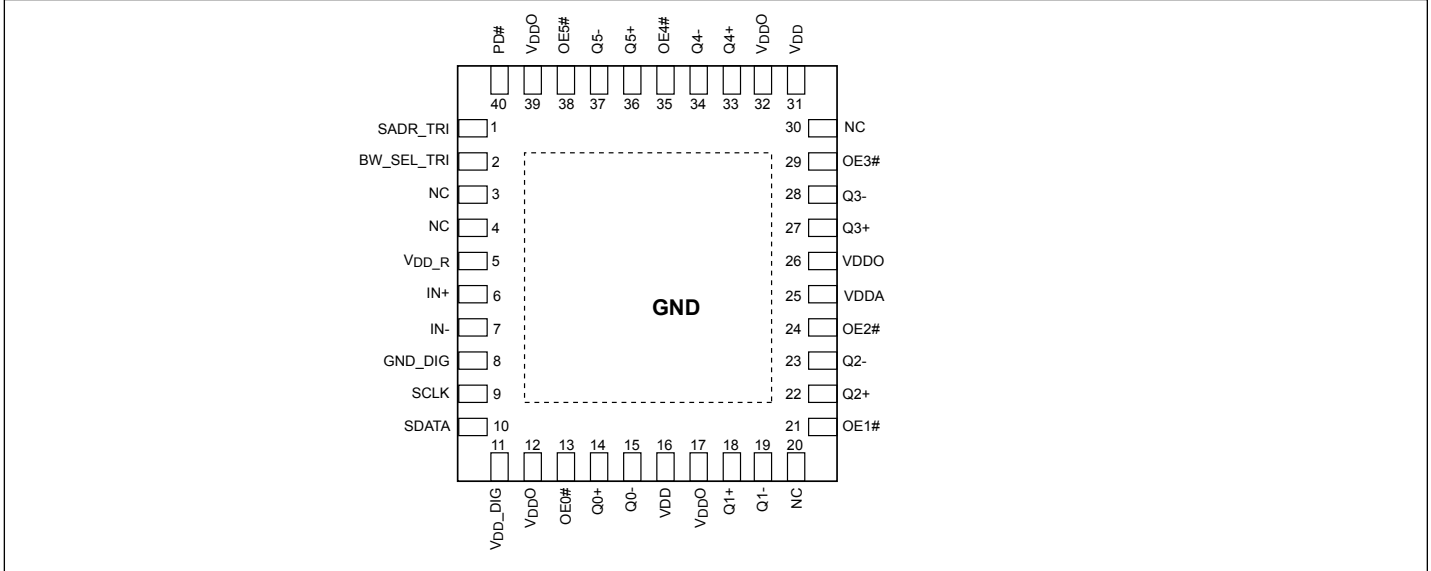 PD#
VDDO
OE5#
Q5-
Q5+
OE4#
Q4-
Q4+
VDDO
VDD
40 39 38 37 36 35 34 33 32 31
SADR_TRI 1
BW_SEL_TRI 2
NC 3
NC 4
VDD_R 5
IN+ 6
IN- 7
GND_DIG 8
SCLK 9
SDATA 10
GND
30 NC
29 OE3#
28 Q3-
27 Q3+
26 VDDO
25 VDDA
24 OE2#
23 Q2-
22 Q2+
21 OE1#
11 12 13 14 15 16 17 18 19 20
VDD_DIG
VDDO
OE0#
Q0+
Q0-
VDD
VDDO
Q1+
Q1-
NC